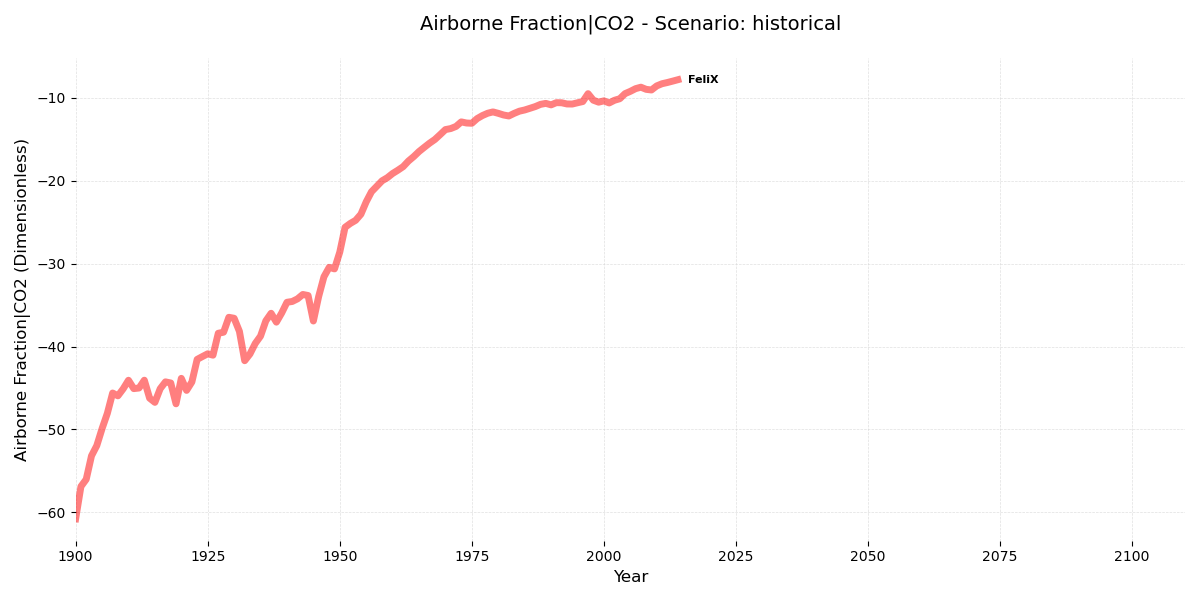 Airborne Fraction|CO2 - Scenario: historical
FeliX
Airborne Fraction|CO2 (Dimensionless)
−10
−20
−30
−40
−50
−60
1900 1925 1950 1975 2000 2025 2050 2075 2100
Year